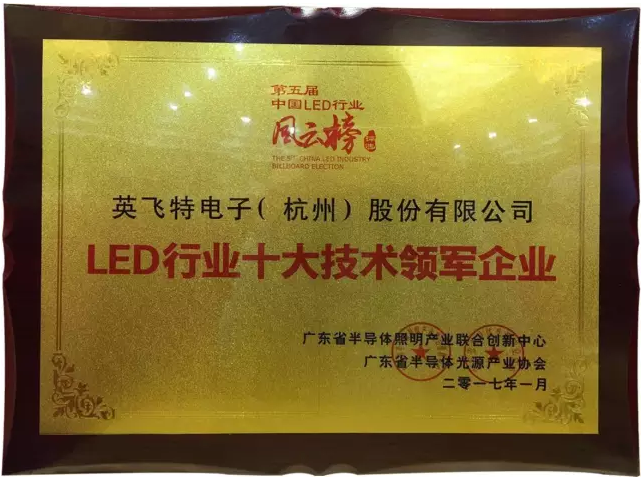 第五届
中国LED行业
风云榜 评选
THE 5TH CHINA LED INDUSTRY
BILLBOARD ELECTION
英飞特电子(杭州)股份有限公司
LED行业十大技术领军企业
广东省半导体照明产业联合创新中心
广东省半导体光源产业协会
二零一七年一月